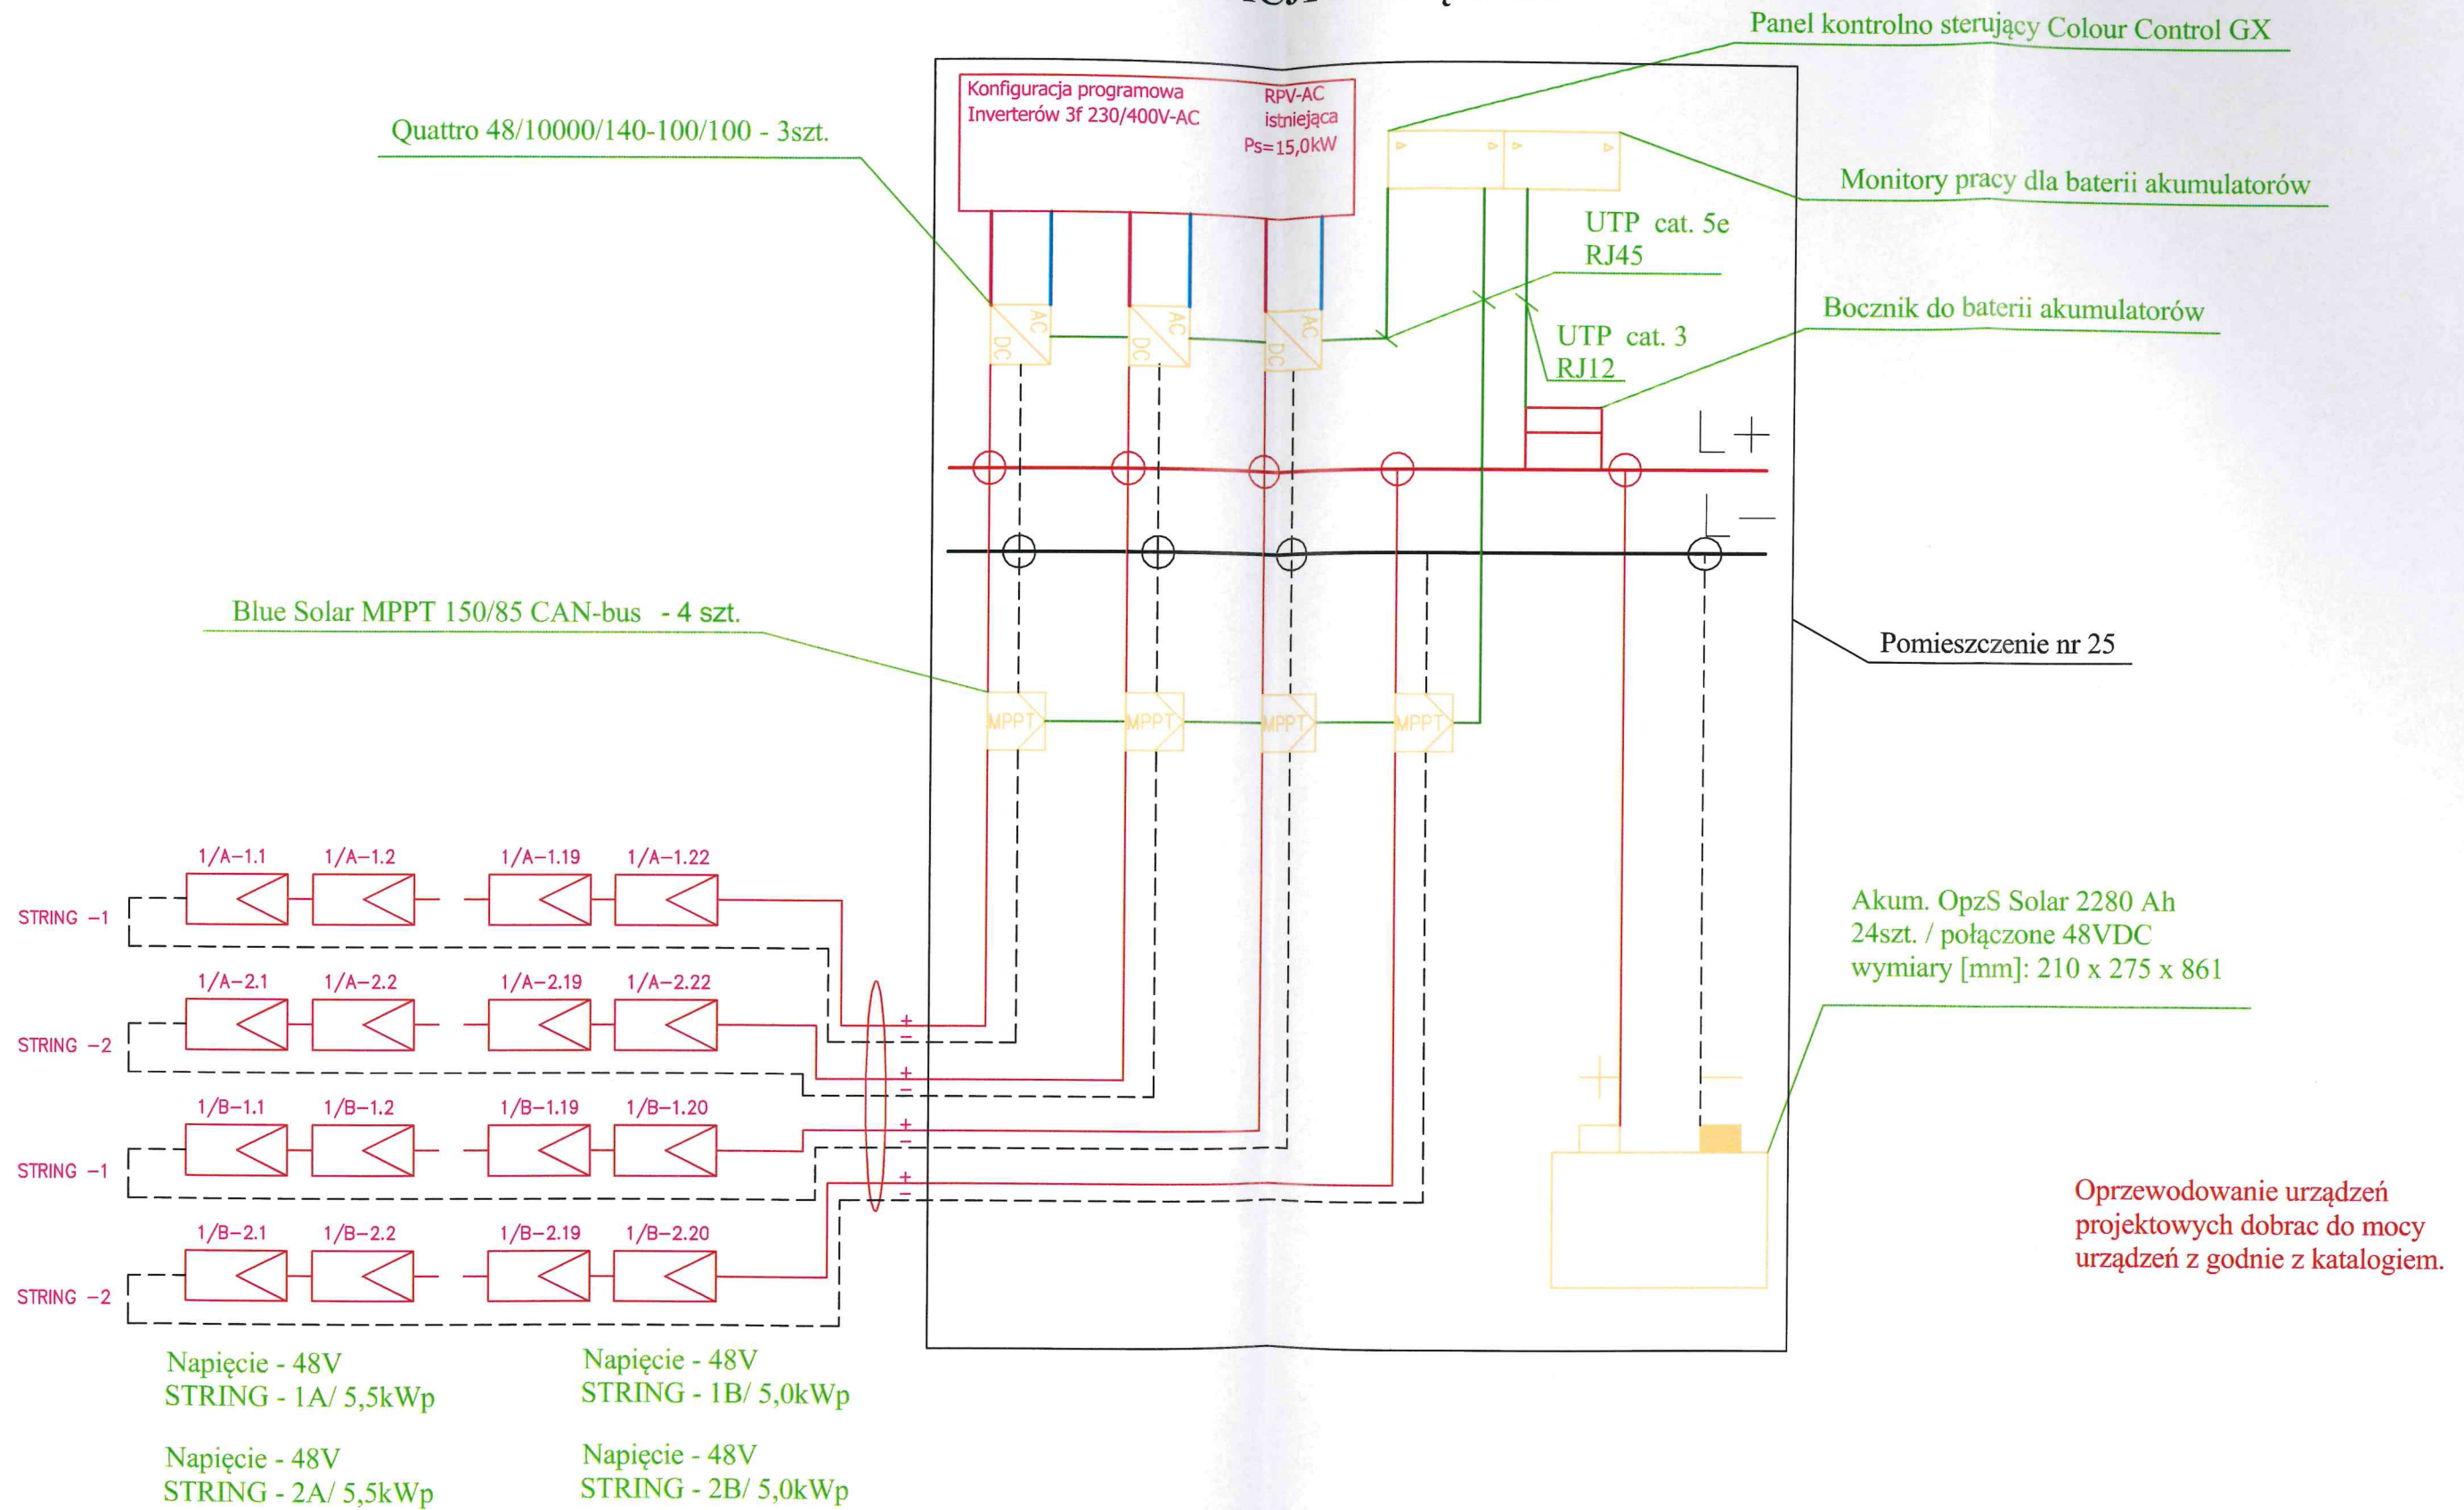 Panel kontrolno sterujący Colour Control GX
Konfiguracja programowa
Inverterów 3f 230/400V-AC
RPV-AC
istniejąca
Ps=15,0kW
Quattro 48/10000/140-100/100 - 3szt.
Monitory pracy dla baterii akumulatorów
UTP cat. 5e
RJ45
Bocznik do baterii akumulatorów
UTP cat. 3
RJ12
AC
DC
AC
DC
AC
DC
L+
L-
Blue Solar MPPT 150/85 CAN-bus - 4 szt.
Pomieszczenie nr 25
MPPT
MPPT
MPPT
MPPT
1/A-1.1
1/A-1.2
1/A-1.19
1/A-1.22
STRING -1
1/A-2.1
1/A-2.2
1/A-2.19
1/A-2.22
STRING -2
1/B-1.1
1/B-1.2
1/B-1.19
1/B-1.20
STRING -1
1/B-2.1
1/B-2.2
1/B-2.19
1/B-2.20
STRING -2
+
-
+
-
+
-
+
-
Akum. OpzS Solar 2280 Ah
24szt. / połączone 48VDC
wymiary [mm]: 210 x 275 x 861
+
-
Oprzewodowanie urządzeń
projektowych dobrac do mocy
urządzeń z godnie z katalogiem.
Napięcie - 48V
STRING - 1A/ 5,5kWp
Napięcie - 48V
STRING - 1B/ 5,0kWp
Napięcie - 48V
STRING - 2A/ 5,5kWp
Napięcie - 48V
STRING - 2B/ 5,0kWp